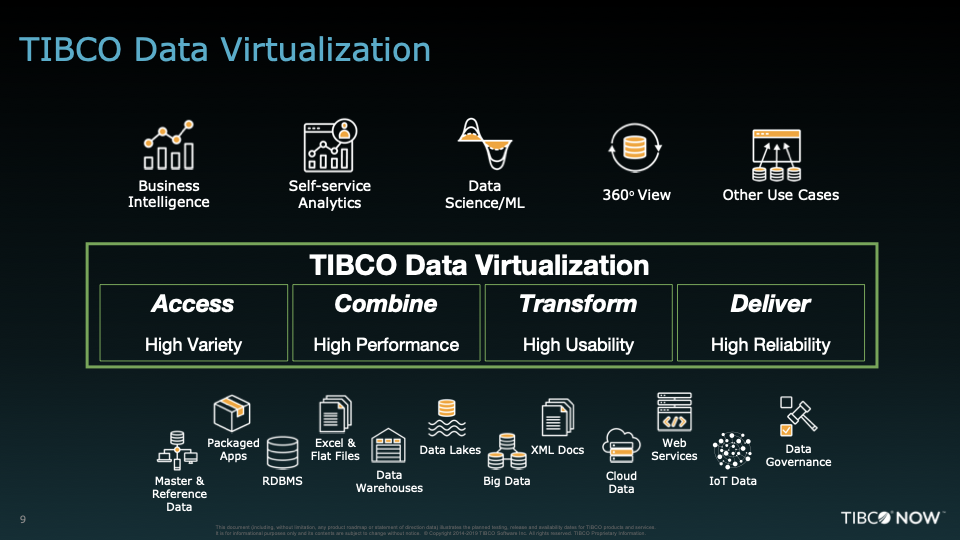 TIBCO Data Virtualization
Business
Intelligence
Self-service
Analytics
Data
Science/ML
360º View
Other Use Cases
TIBCO Data Virtualization
Access
High Variety
Combine
High Performance
Transform
High Usability
Deliver
High Reliability
Master &
Reference
Data
Packaged
Apps
RDBMS
Excel &
Flat Files
Data
Warehouses
Data Lakes
Big Data
XML Docs
Cloud
Data
Web
Services
IoT Data
Data
Governance
9
This document (including, without limitation, any product roadmap or statement of direction data) illustrates the planned testing, release and availability dates for TIBCO products and services.
It is for informational purposes only and its contents are subject to change without notice. © Copyright 2014-2019 TIBCO Software Inc. All rights reserved. TIBCO Proprietary Information.
TIBCO NOW™